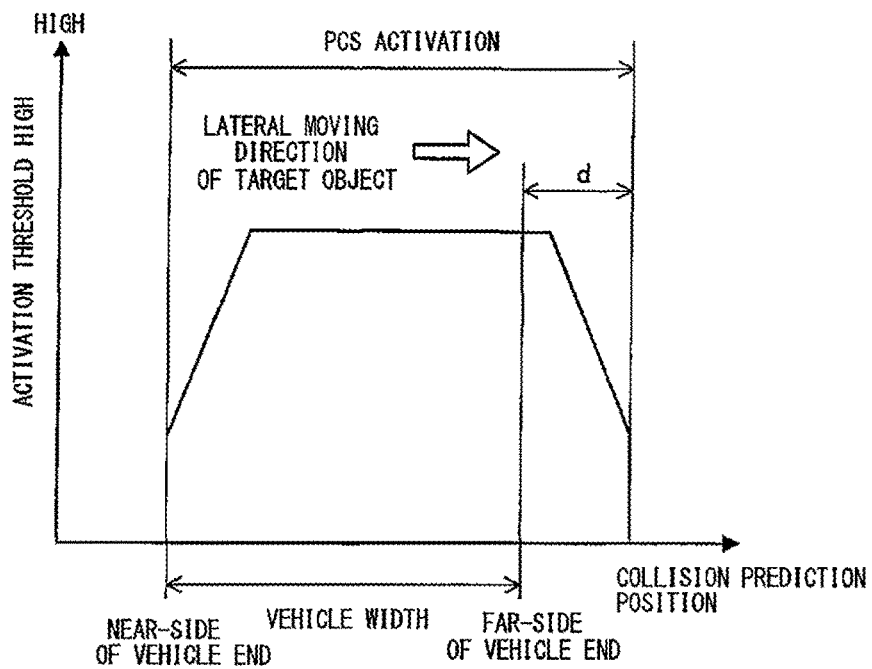 HIGH
PCS ACTIVATION
LATERAL MOVING
DIRECTION
OF TARGET OBJECT
d
ACTIVATION THRESHOLD HIGH
COLLISION PREDICTION
POSITION
VEHICLE WIDTH
NEAR-SIDE
OF VEHICLE END
FAR-SIDE
OF VEHICLE END